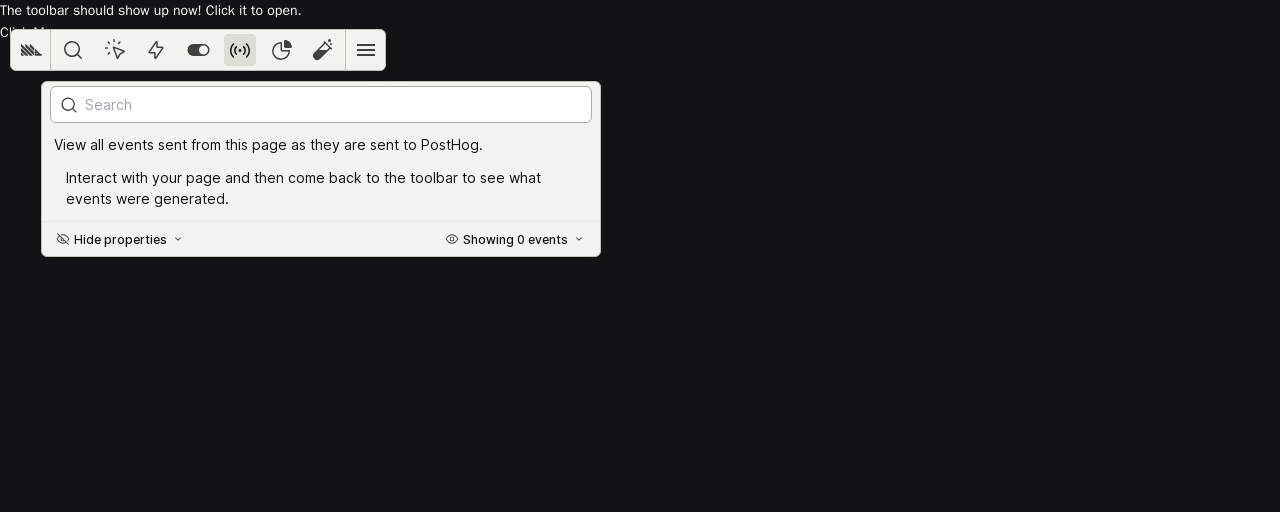 The toolbar should show up now! Click it to open.
Search
View all events sent from this page as they are sent to PostHog.
Interact with your page and then come back to the toolbar to see what
events were generated.
Hide properties
Showing 0 events